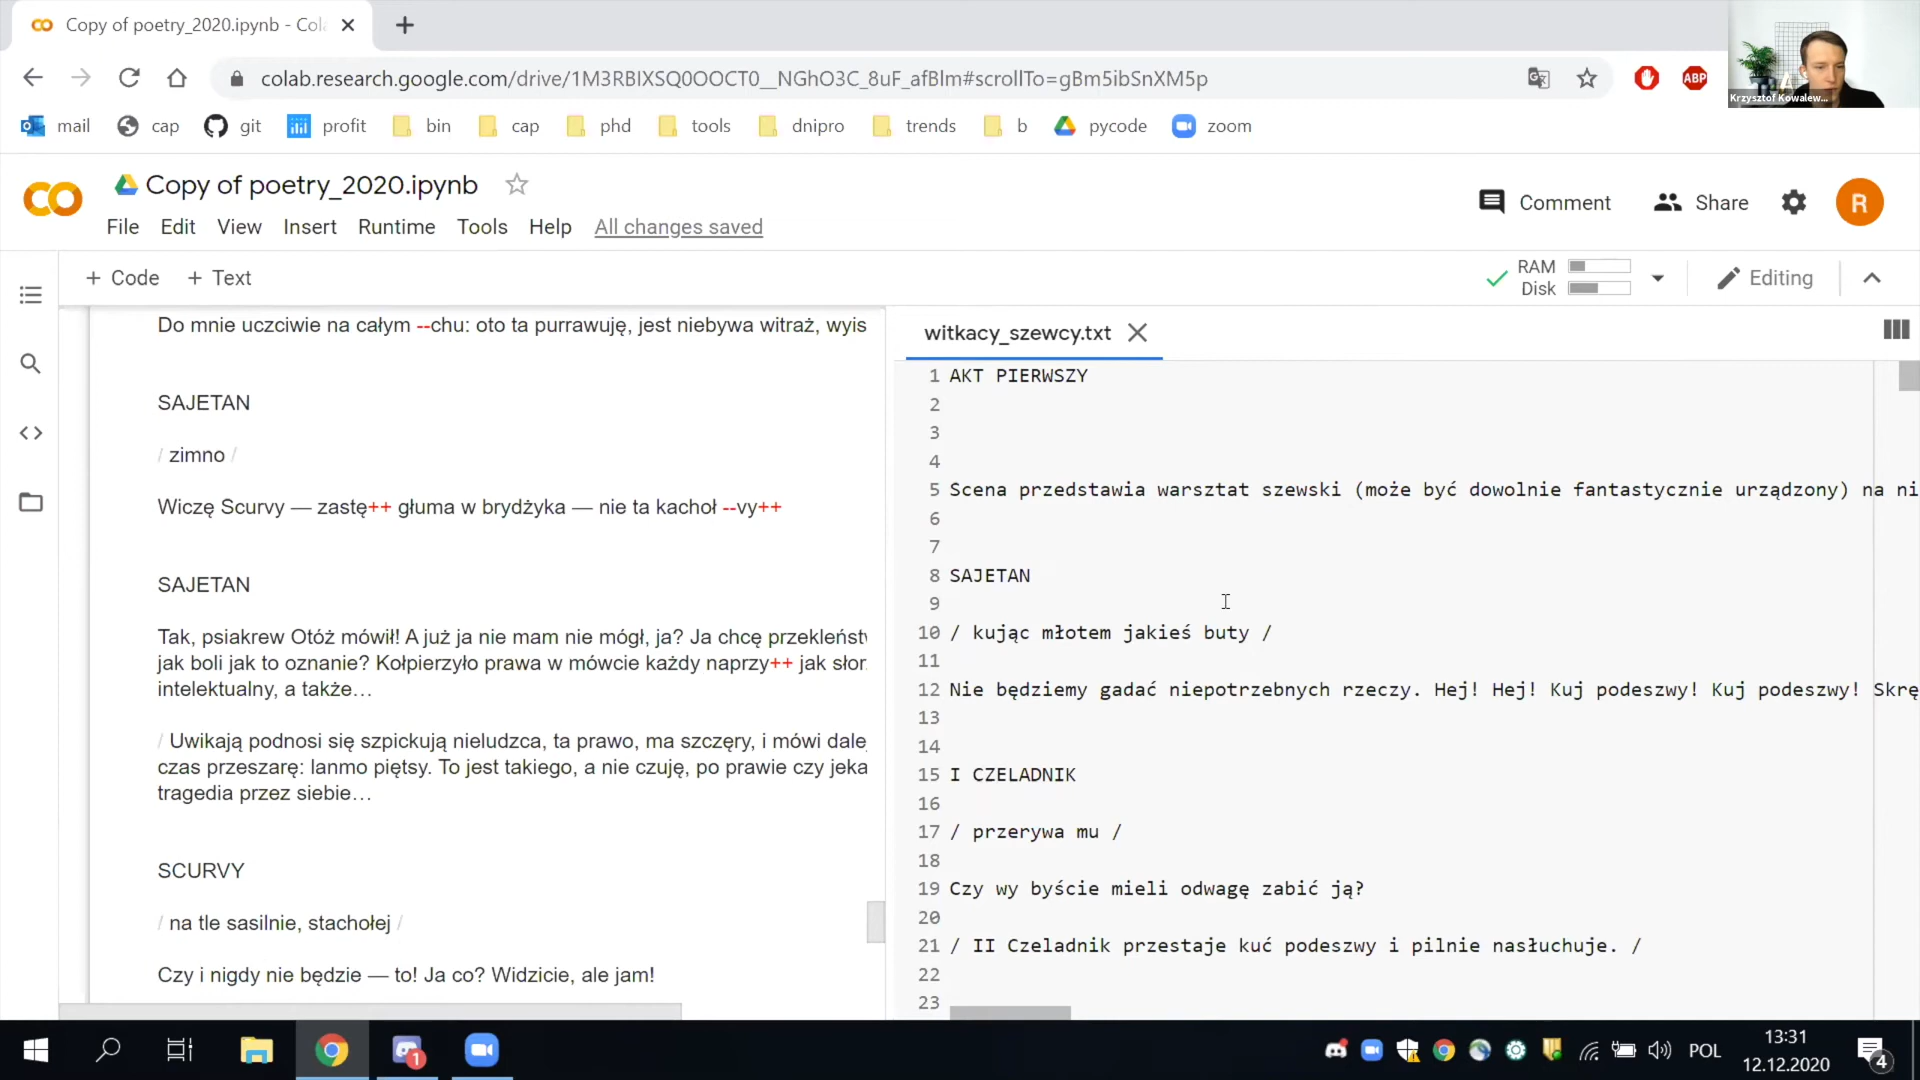 Copy of poetry_2020.ipynb - Cola
colab.research.google.com/drive/1M3RBIXSQ0OOCT0__NGhO3C_8uF_afBlm#scrollTo=gBm5ibSnXM5p
ABP
Krzysztof Kowalew...
mail cap git profit bin cap phd tools dnipro trends b pycode zoom
Copy of poetry_2020.ipynb
Comment Share R
File Edit View Insert Runtime Tools Help All changes saved
+ Code + Text
RAM
Disk
Editing
Do mnie uczciwie na całym --chu: oto ta purrawuję, jest niebywa witraż, wyis
SAJETAN
/ zimno /
Wiczę Scurvy — zastę++ głuma w brydżyka — nie ta kachoł --vy++
SAJETAN
Tak, psiakrew Otóż mówił! A już ja nie mam nie mógł, ja? Ja chcę przekleństw
jak boli jak to oznanie? Kołpierzyło prawa w mówcie każdy naprzy++ jak słor
intelektualny, a także…
/ Uwikają podnosi się szpickują nieludzca, ta prawo, ma szczęry, i mówi dale
czas przeszarę: lanmo piętsy. To jest takiego, a nie czuję, po prawie czy jeka
tragedia przez siebie…
SCURVY
/ na tle sasilnie, stachołej /
Czy i nigdy nie będzie — to! Ja co? Widzicie, ale jam!
witkacy_szewcy.txt
1 AKT PIERWSZY
2
3
4
5 Scena przedstawia warsztat szewski (może być dowolnie fantastycznie urządzony) na ni
6
7
8 SAJETAN
9
10 / kując młotem jakieś buty /
11
12 Nie będziemy gadać niepotrzebnych rzeczy. Hej! Hej! Kuj podeszwy! Kuj podeszwy! Skrę
13
14
15 I CZELADNIK
16
17 / przerywa mu /
18
19 Czy wy byście mieli odwagę zabić ją?
20
21 / II Czeladnik przestaje kuć podeszwy i pilnie nasłuchuje. /
22
23
1
POL
13:31
12.12.2020
4